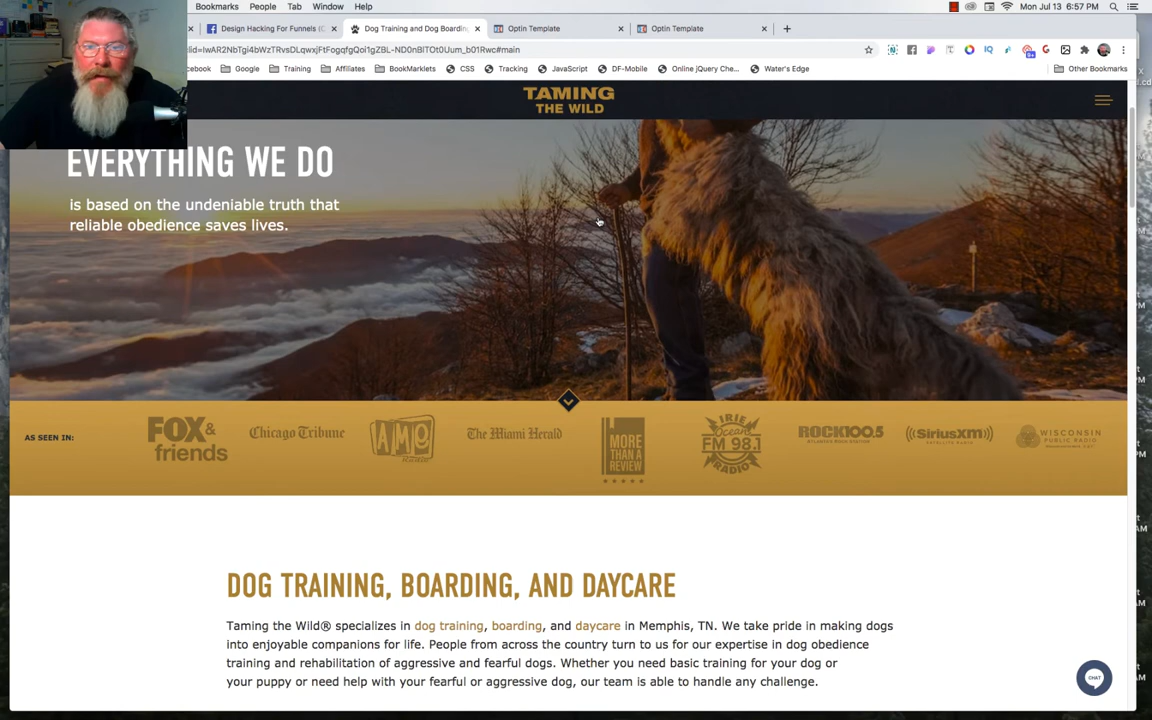 Bookmarks People Tab Window Help
Mon Jul 13 6:57 PM
Design Hacking For Funnels (
Dog Training and Dog Boarding
Optin Template
Optin Template
cebook Google Training Affiliates BookMarklets CSS Tracking JavaScript DF-Mobile Online jQuery Che... Water's Edge Other Bookmarks
TAMING
THE WILD
EVERYTHING WE DO
is based on the undeniable truth that
reliable obedience saves lives.
AS SEEN IN:
FOX&
friends
Chicago Tribune
The Miami Herald
MORE
THAN A
REVIEW
IRIE
Ocean
FM 98.1
RADIO
ROCK100.5
ATLANTA'S ROCK STATION
SiriusXM
SATELLITE RADIO
WISCONSIN
PUBLIC RADIO
DOG TRAINING, BOARDING, AND DAYCARE
Taming the Wild® specializes in dog training, boarding, and daycare in Memphis, TN. We take pride in making dogs
into enjoyable companions for life. People from across the country turn to us for our expertise in dog obedience
training and rehabilitation of aggressive and fearful dogs. Whether you need basic training for your dog or
your puppy or need help with your fearful or aggressive dog, our team is able to handle any challenge.
CHAT